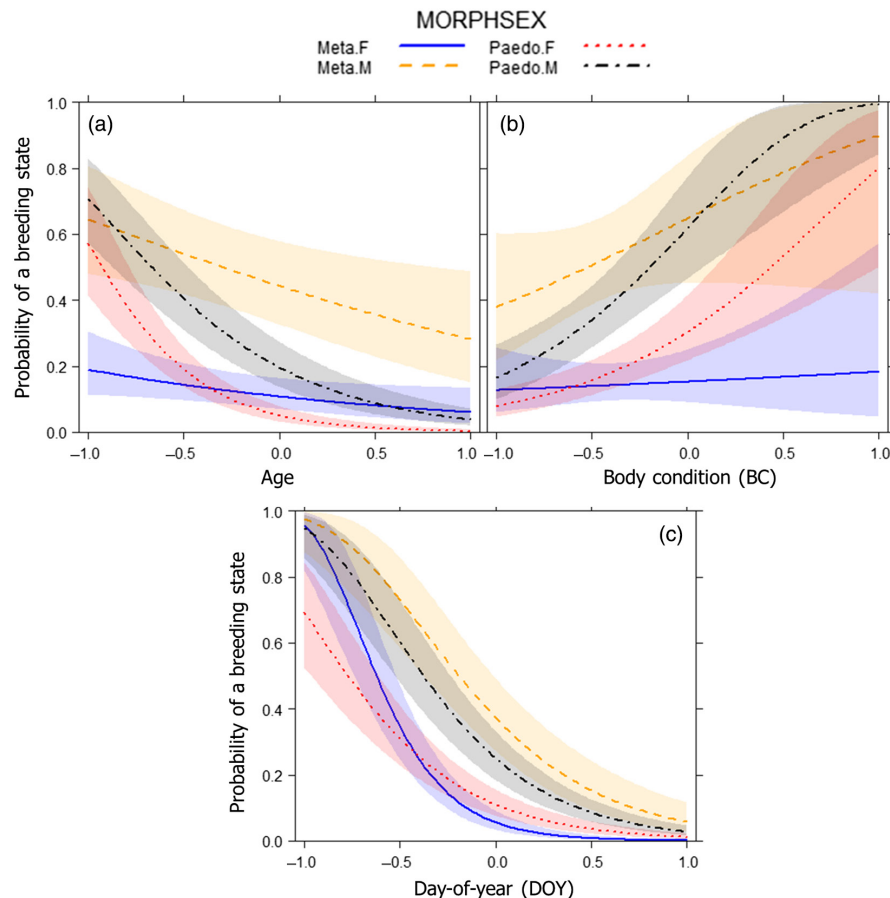 MORPHSEX
Meta.F Paedo.F
Meta.M Paedo.M
(a) (b)
Probability of a breeding state
1.0
0.8
0.6
0.4
0.2
0.0
–1.0 –0.5 0.0 0.5 1.0 –1.0 –0.5 0.0 0.5 1.0
Age Body condition (BC)
(c)
Probability of a breeding state
1.0
0.8
0.6
0.4
0.2
0.0
–1.0 –0.5 0.0 0.5 1.0
Day-of-year (DOY)